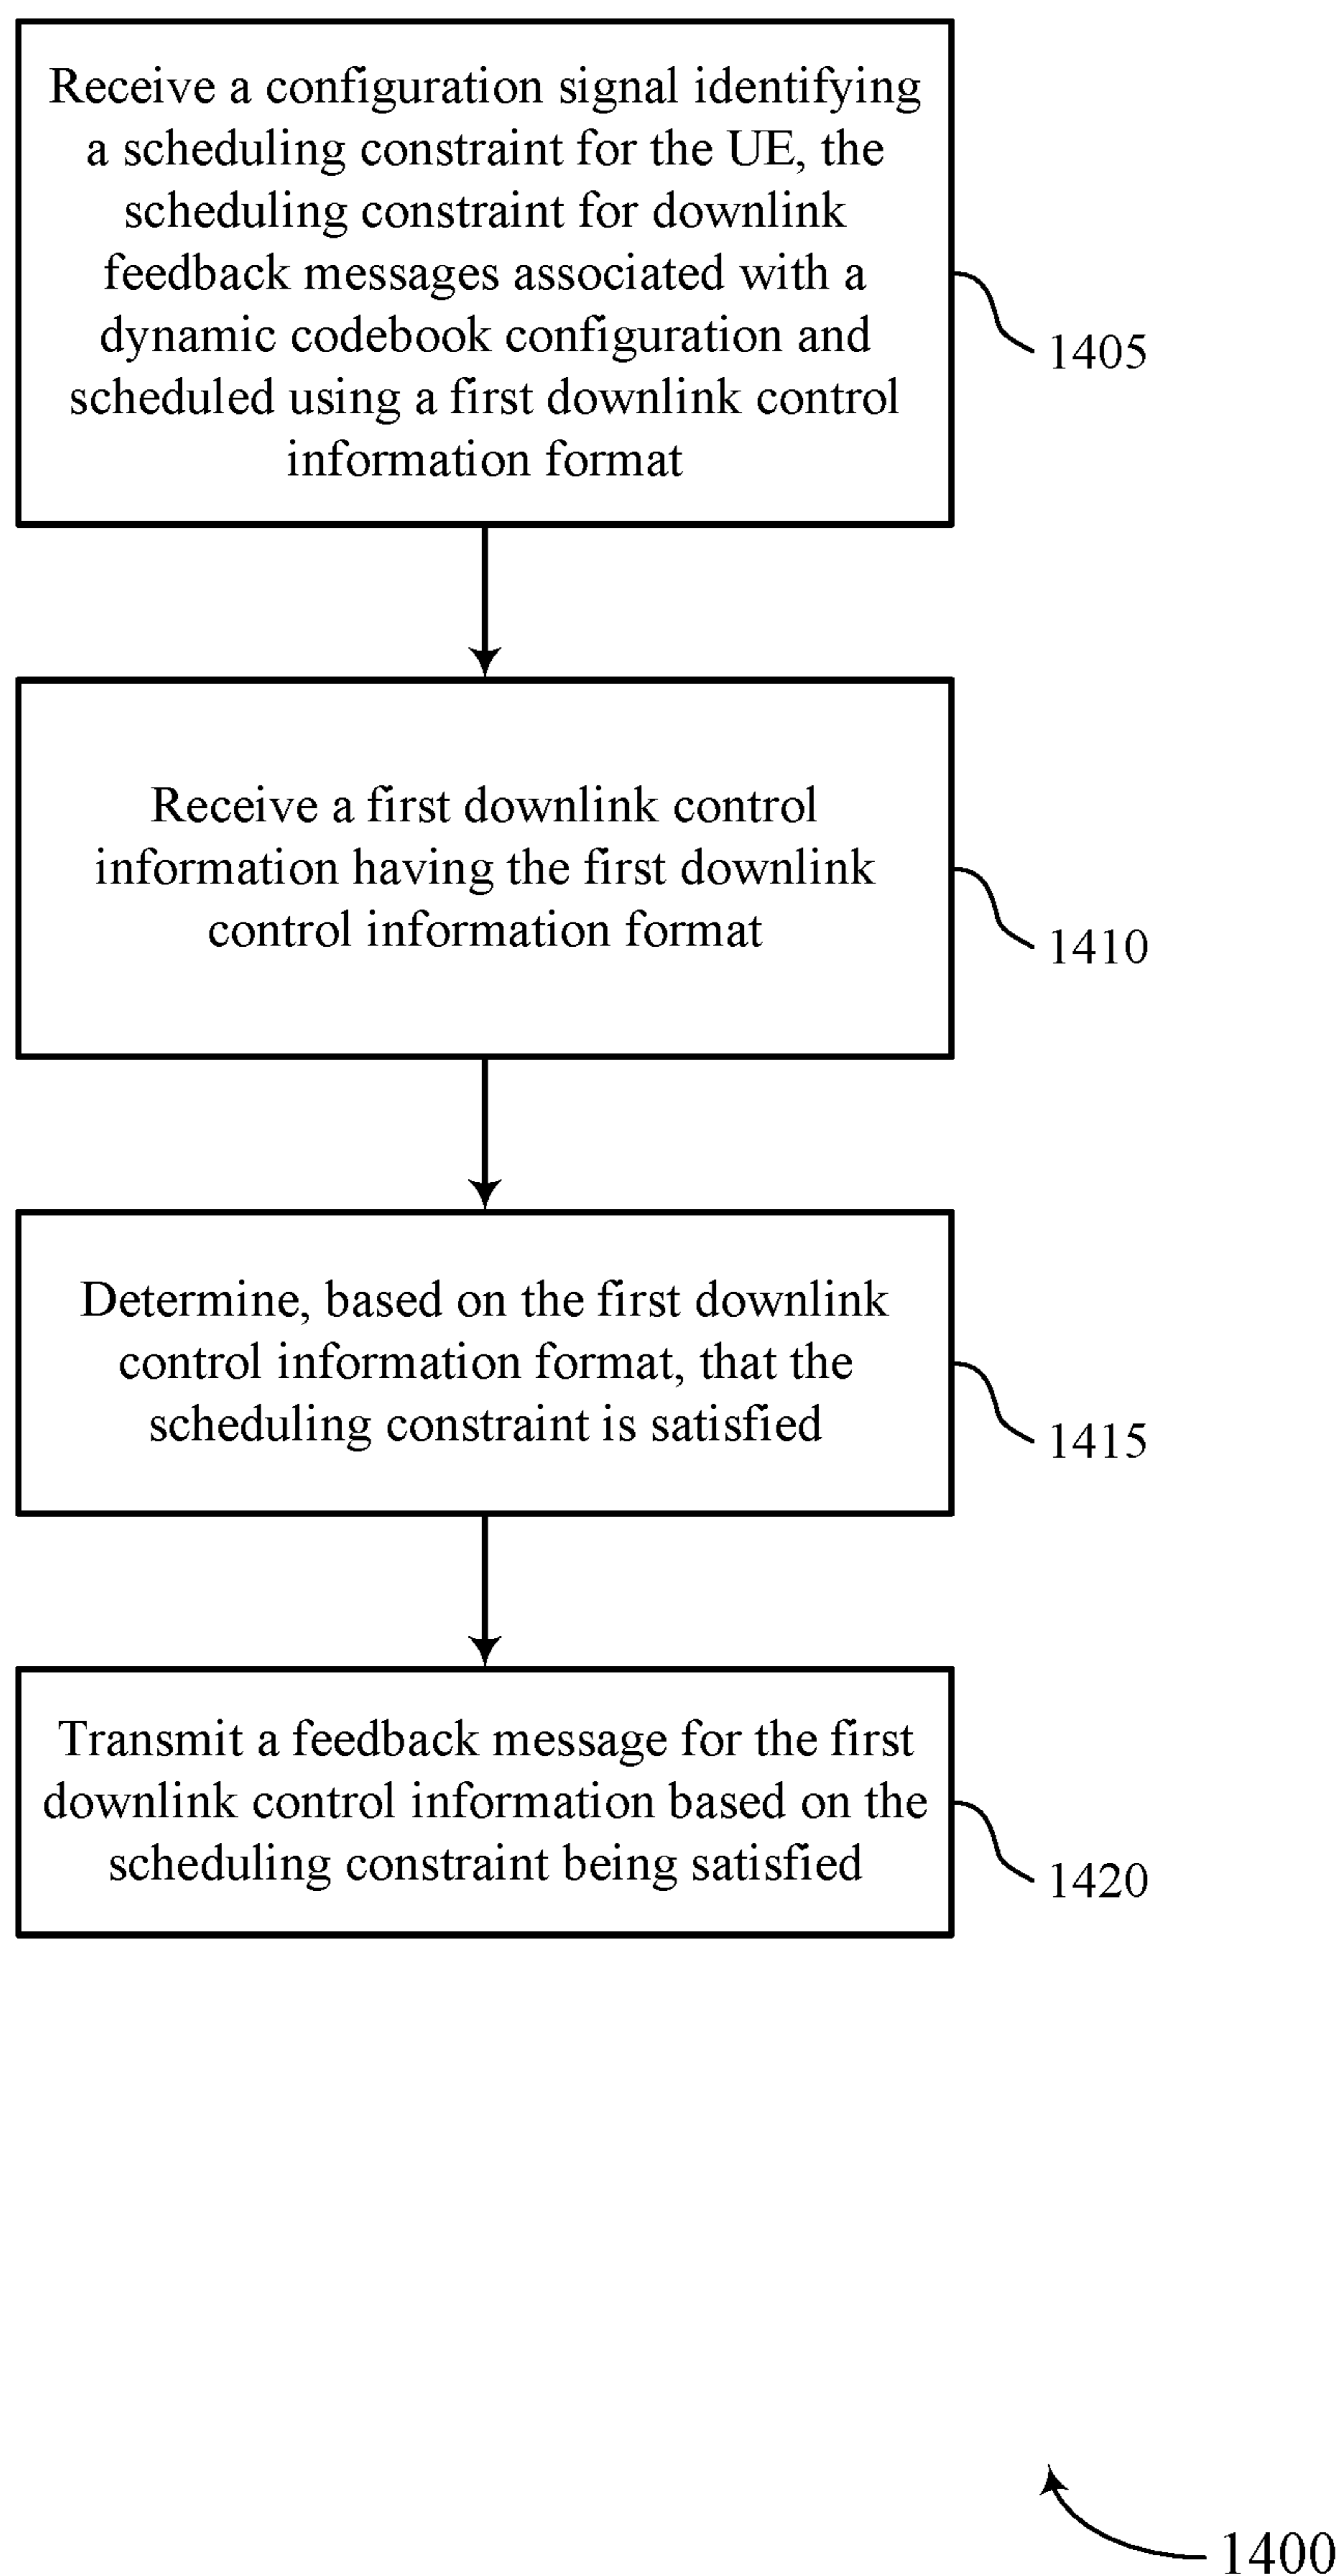 Receive a configuration signal identifying
a scheduling constraint for the UE, the
scheduling constraint for downlink
feedback messages associated with a
dynamic codebook configuration and
scheduled using a first downlink control
information format
1405
Receive a first downlink control
information having the first downlink
control information format
1410
Determine, based on the first downlink
control information format, that the
scheduling constraint is satisfied
1415
Transmit a feedback message for the first
downlink control information based on the
scheduling constraint being satisfied
1420
1400